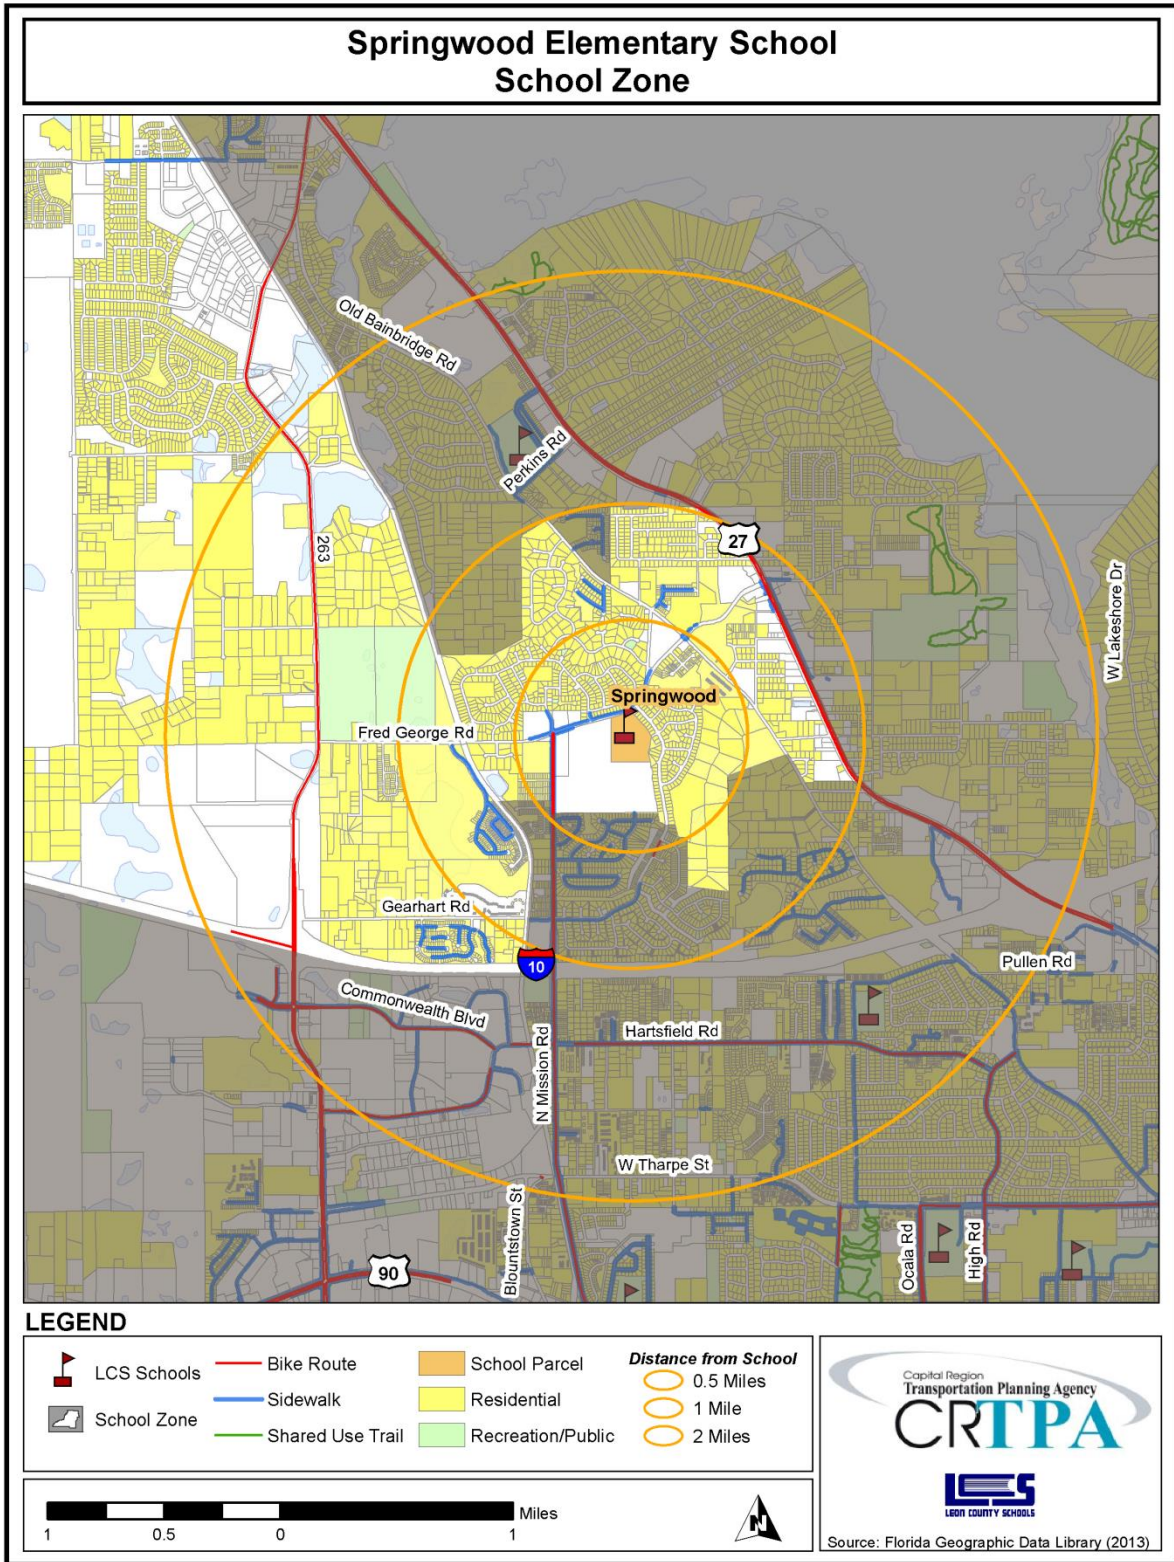 Springwood Elementary School
School Zone
Old Bainbridge Rd
Perkins Rd
27
263
W Lakeshore Dr
Springwood
Fred George Rd
Gearhart Rd
10
Pullen Rd
Commonwealth Blvd
Hartsfield Rd
N Mission Rd
W Tharpe St
Blountstown St
Ocala Rd
High Rd
90
LEGEND
LCS Schools
School Zone
Bike Route
Sidewalk
Shared Use Trail
School Parcel
Residential
Recreation/Public
Distance from School
0.5 Miles
1 Mile
2 Miles
1 0.5 0 1 Miles
N
Capital Region
Transportation Planning Agency
CRTPA
LCS
LEON COUNTY SCHOOLS
Source: Florida Geographic Data Library (2013)